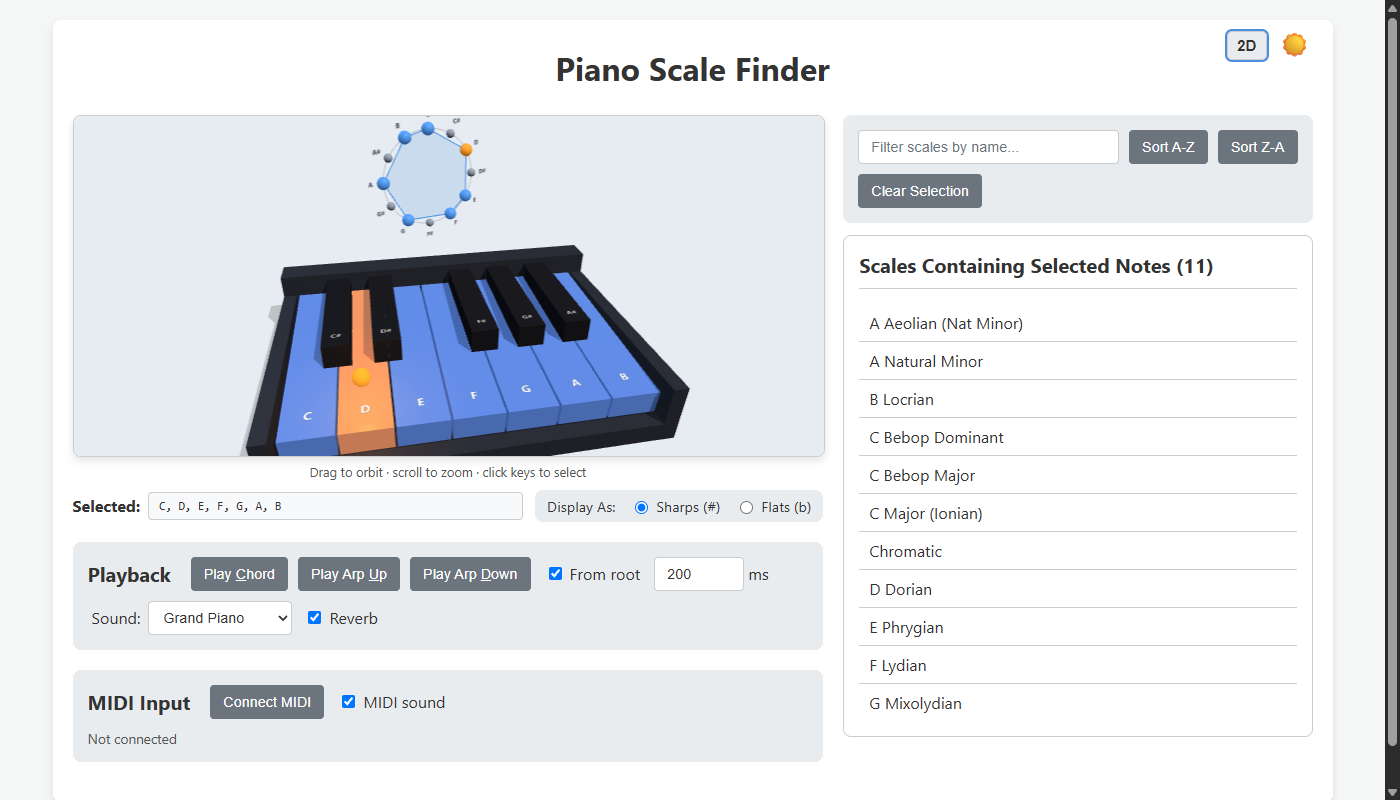 2D
Piano Scale Finder
B
C#
A#
D
D#
A
E
G#
F
G
F#
C#
D#
F#
G#
A#
C D E F G A B
Drag to orbit · scroll to zoom · click keys to select
Selected: C, D, E, F, G, A, B
Display As: Sharps (#) Flats (b)
Playback Play Chord Play Arp Up Play Arp Down From root 200 ms
Sound: Grand Piano Reverb
MIDI Input Connect MIDI MIDI sound
Not connected
Filter scales by name... Sort A-Z Sort Z-A
Clear Selection
Scales Containing Selected Notes (11)
A Aeolian (Nat Minor)
A Natural Minor
B Locrian
C Bebop Dominant
C Bebop Major
C Major (Ionian)
Chromatic
D Dorian
E Phrygian
F Lydian
G Mixolydian